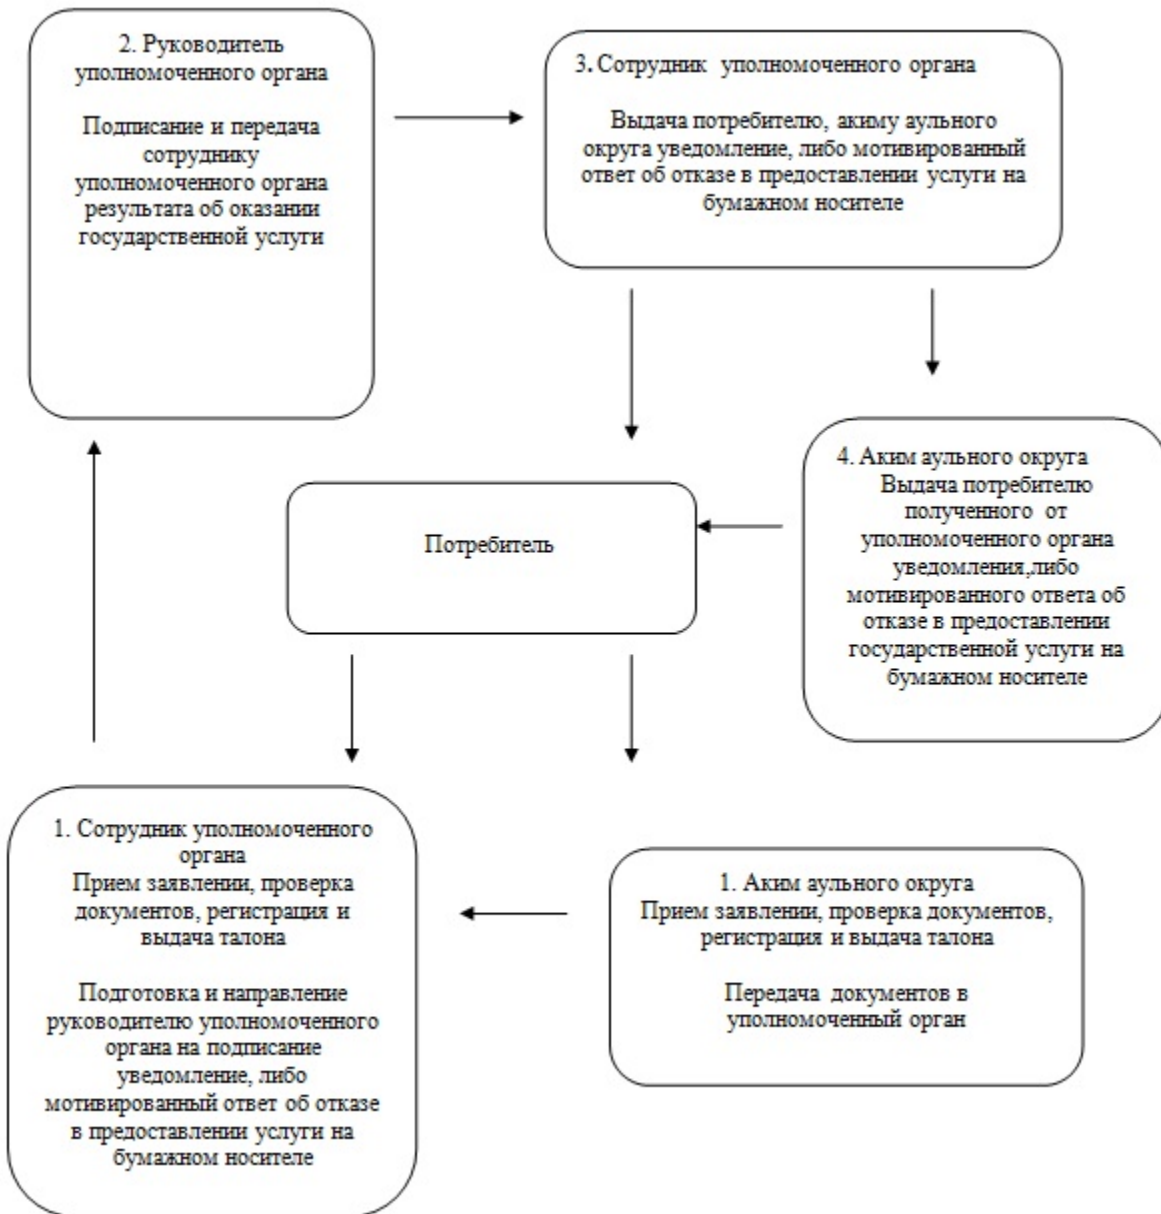 2. Руководитель
уполномоченного органа
Подписание и передача
сотруднику
уполномоченного органа
результата об оказании
государственной услуги
3. Сотрудник уполномоченного органа
Выдача потребителю, акиму аульного
округа уведомление, либо мотивированный
ответ об отказе в предоставлении услуги на
бумажном носителе
4. Аким аульного округа
Выдача потребителю
полученного от
уполномоченного органа
уведомления,либо
мотивированного ответа об
отказе в предоставлении
государственной услуги на
бумажном носителе
Потребитель
1. Сотрудник уполномоченного
органа
Прием заявлении, проверка
документов, регистрация и
выдача талона
Подготовка и направление
руководителю уполномоченного
органа на подписание
уведомление, либо
мотивированный ответ об отказе
в предоставлении услуги на
бумажном носителе
1. Аким аульного округа
Прием заявлении, проверка документов,
регистрация и выдача талона
Передача документов в
уполномоченный орган